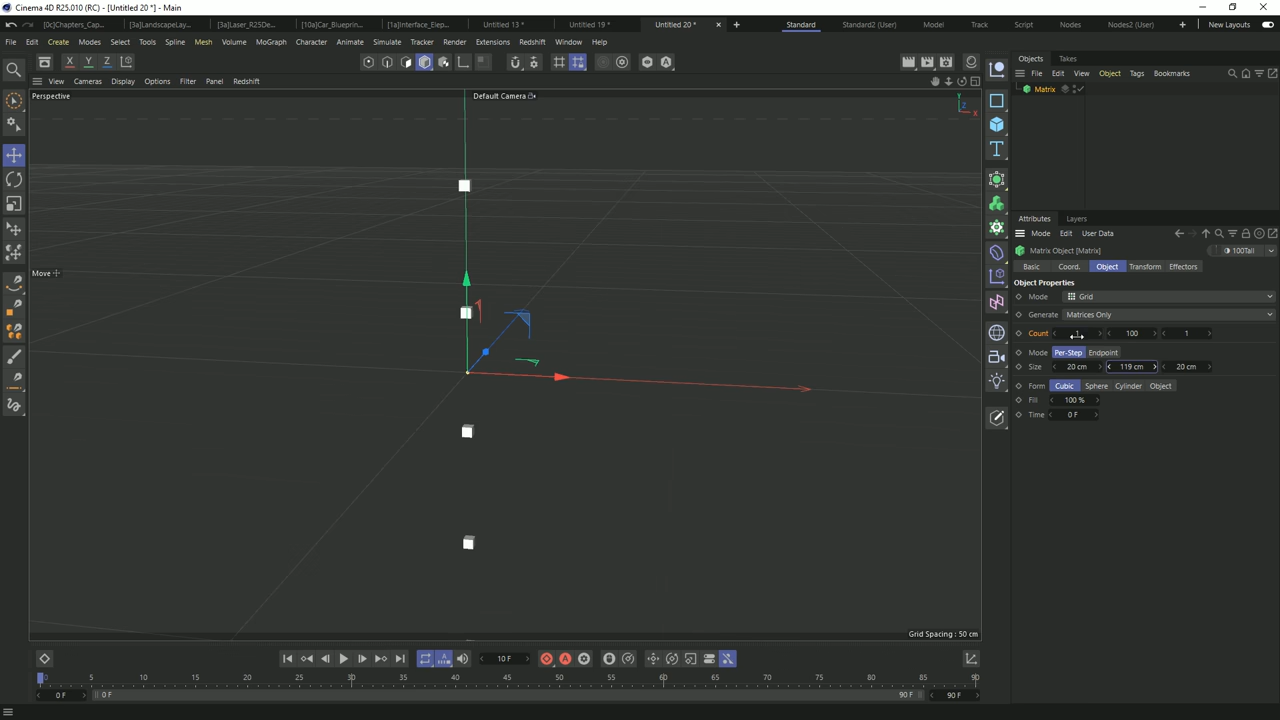 Cinema 4D R25.010 (RC) - [Untitled 20 *] - Main
[0c]Chapters_Cap...
[3a]LandscapeLay...
[3a]Laser_R25De...
[10a]Car_Blueprin...
[1a]Interface_Elep...
Untitled 13 *
Untitled 19 *
Untitled 20 *
Standard
Standard2 (User)
Model
Track
Script
Nodes
Nodes2 (User)
New Layouts
File Edit Create Modes Select Tools Spline Mesh Volume MoGraph Character Animate Simulate Tracker Render Extensions Redshift Window Help
X Y Z
Objects Takes
File Edit View Object Tags Bookmarks
Matrix
View Cameras Display Options Filter Panel Redshift
Perspective
Default Camera
Y
Z
X
Move
Grid Spacing : 50 cm
Attributes Layers
Mode Edit User Data
Matrix Object [Matrix]
100Tall
Basic Coord. Object Transform Effectors
Object Properties
Mode Grid
Generate Matrices Only
Count 1 100 1
Mode Per-Step Endpoint
Size 20 cm 119 cm 20 cm
Form Cubic Sphere Cylinder Object
Fill 100 %
Time 0 F
10 F
0 5 10 15 20 25 30 35 40 45 50 55 60 65 70 75 80 85 90
0 F
0 F
90 F
90 F